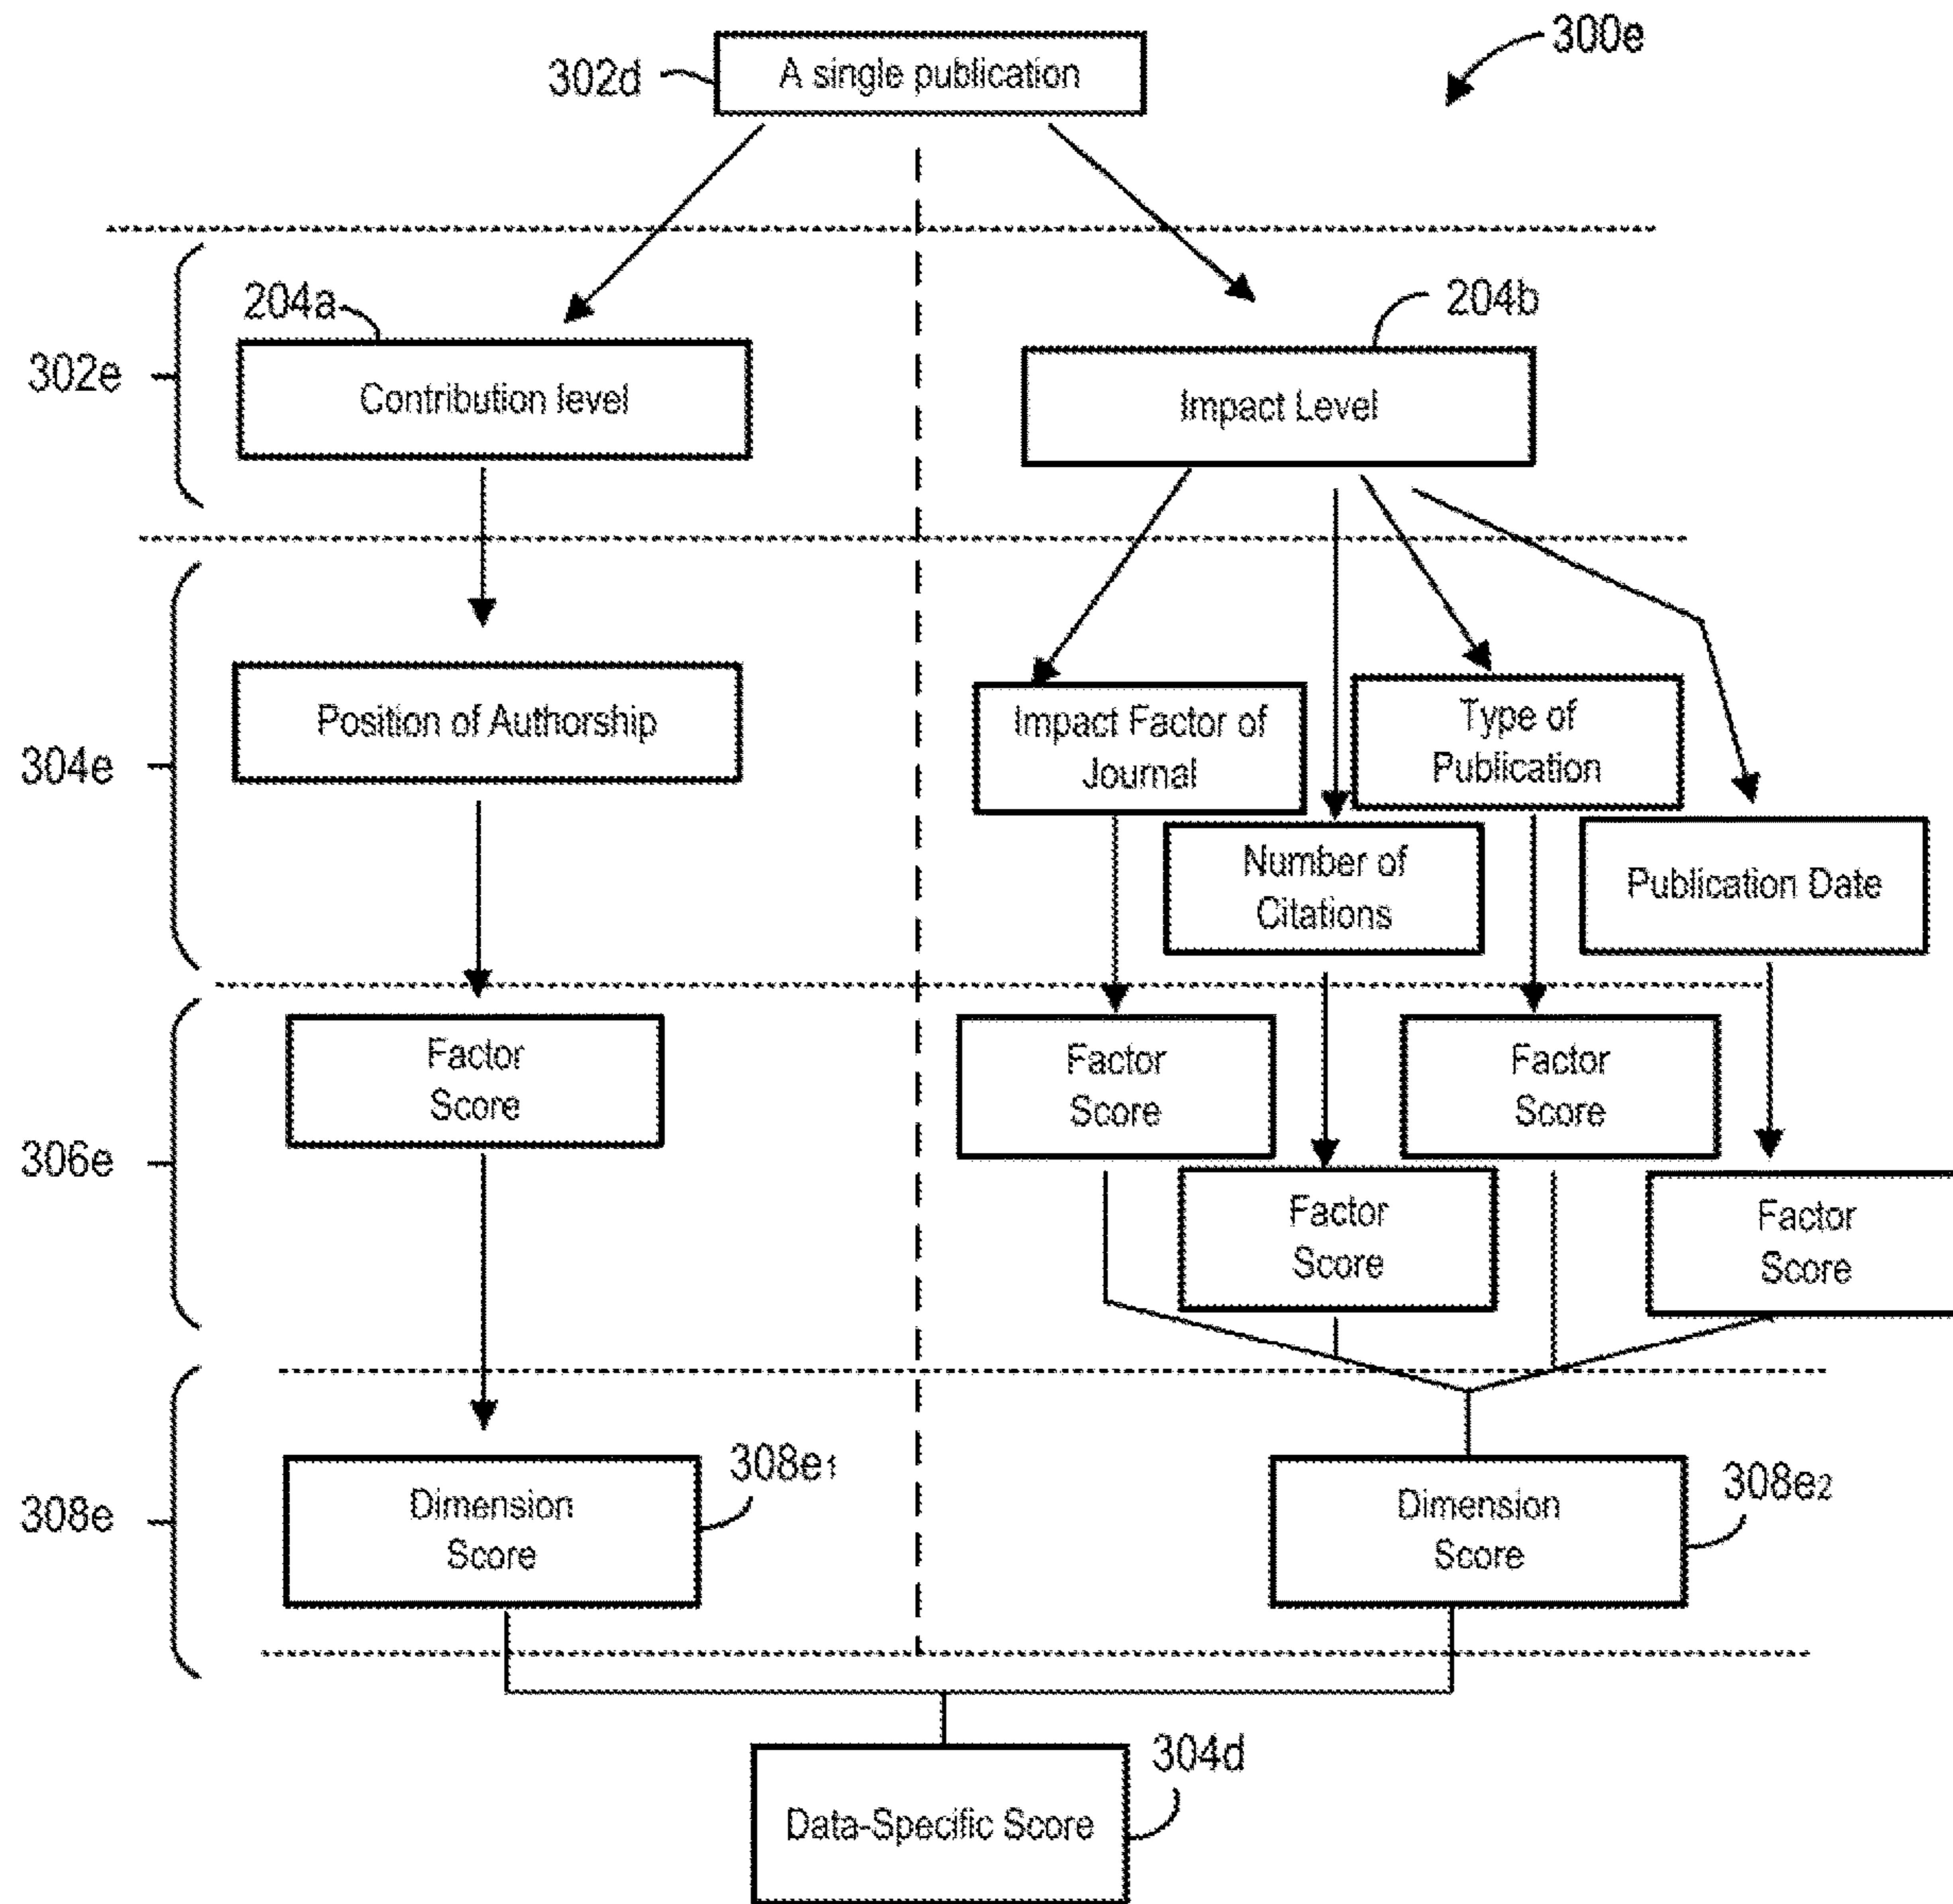 300e
302d
A single publication
302e
204a
204b
Contribution level
Impact Level
304e
Position of Authorship
Impact Factor of
Journal
Type of
Publication
Number of
Citations
Publication Date
306e
Factor
Score
Factor
Score
Factor
Score
Factor
Score
Factor
Score
308e
Dimension
Score
308e1
Dimension
Score
308e2
304d
Data-Specific Score